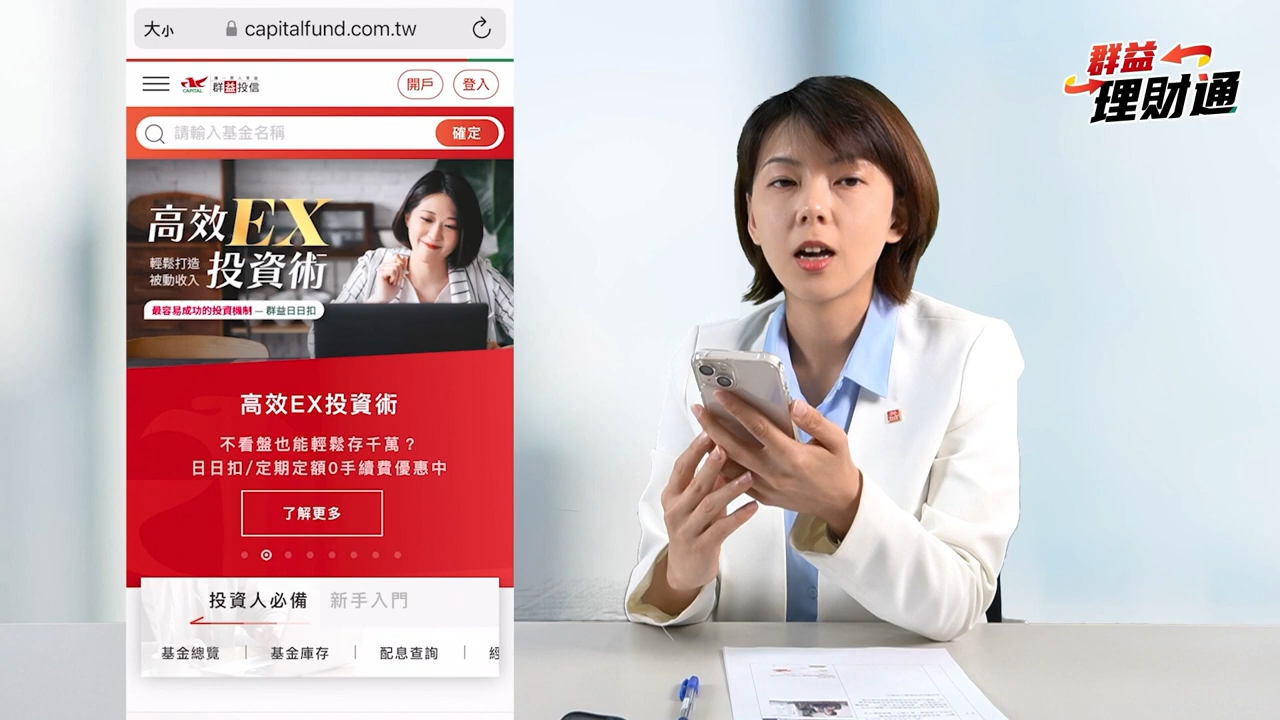 大小
capitalfund.com.tw
CAPITAL
群益投信
開戶
登入
請輸入基金名稱
確定
高效EX
輕鬆打造
被動收入
投資術
最容易成功的投資機制 — 群益日日扣
高效EX投資術
不看盤也能輕鬆存千萬？
日日扣/定期定額0手續費優惠中
了解更多
投資人必備
新手入門
基金總覽
基金庫存
配息查詢
經
群益
理財通